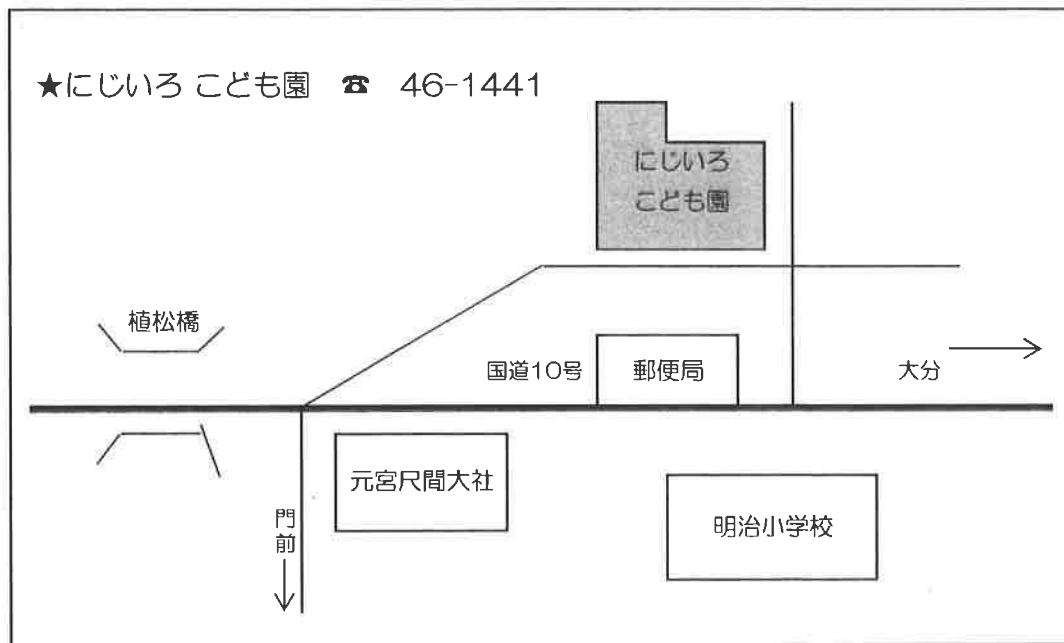 ★にじいろ こども園 ☎ 46-1441
にじいろ
こども園
植松橋
国道10号
郵便局
大分
元宮尺間大社
門前
明治小学校